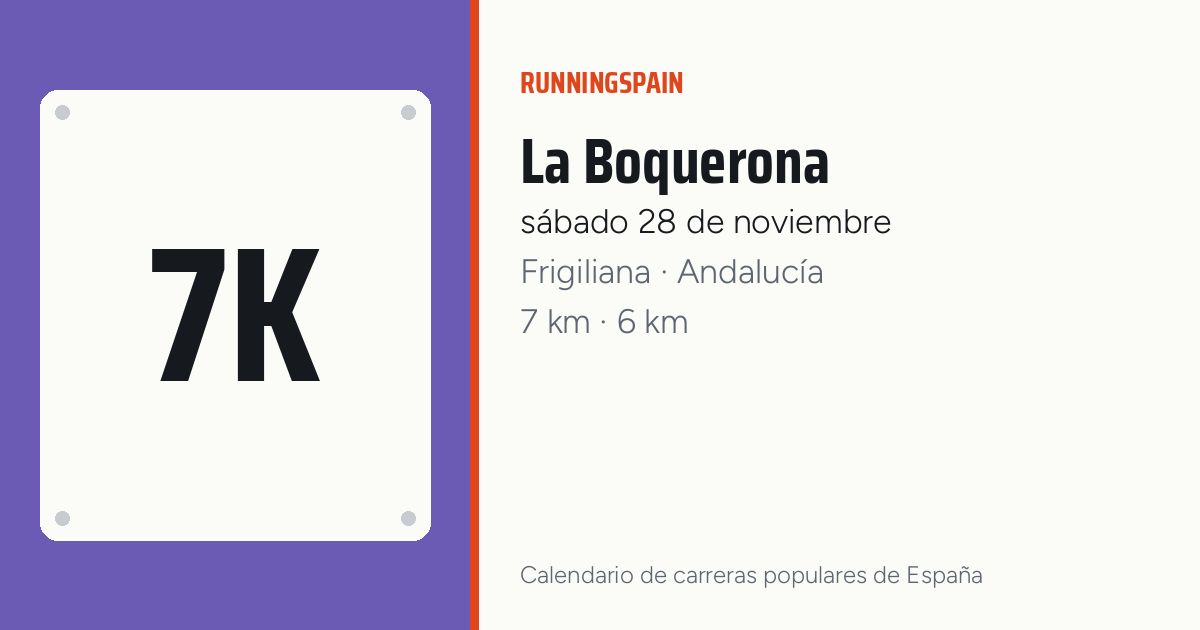 7K
RUNNINGSPAIN
La Boquerona
sábado 28 de noviembre
Frigiliana · Andalucía
7 km · 6 km
Calendario de carreras populares de España